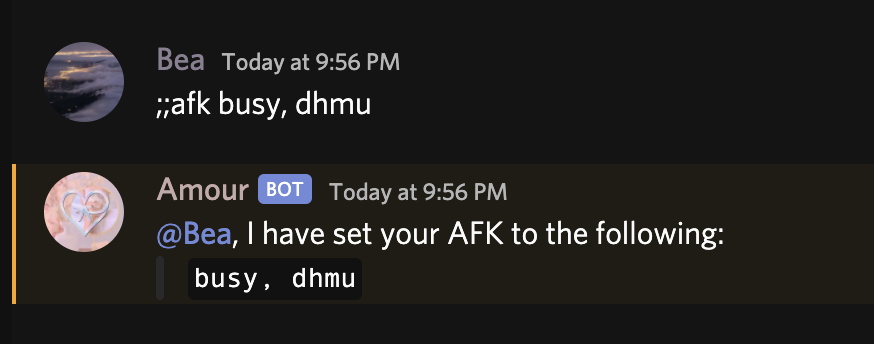 Bea Today at 9:56 PM
;;afk busy, dhmu
Amour BOT Today at 9:56 PM
@Bea, I have set your AFK to the following:
busy, dhmu